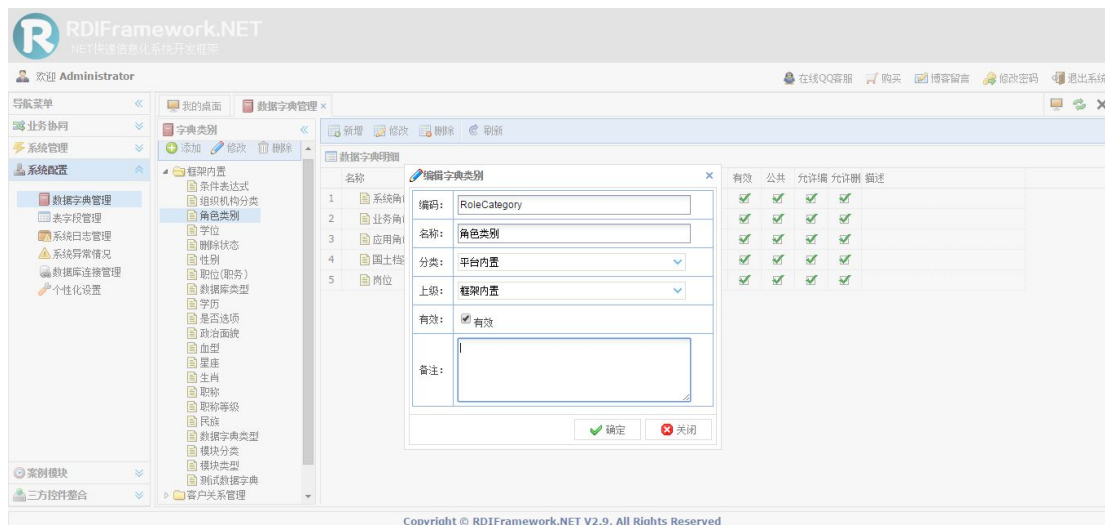 RDIFramework.NET
.NET快速信息化系统开发框架
欢迎 Administrator
在线QQ客服 购买 博客留言 修改密码 退出系统
导航菜单
我的桌面 数据字典管理
业务协同
系统管理
系统配置
数据字典管理
表字段管理
系统日志管理
系统异常情况
数据库连接管理
个性化设置
案例模块
三方控件整合
字典类别
添加 修改 删除
框架内置
条件表达式
组织机构分类
角色类别
学位
删除状态
性别
职位(职务)
数据库类型
学历
是否选项
政治面貌
血型
星座
生肖
职称
职称等级
民族
数据字典类型
模块分类
模块类型
测试数据字典
客户关系管理
新增 修改 删除 刷新
数据字典明细
名称 有效 公共 允许编 允许删 描述
1 系统角
2 业务角
3 应用角
4 国土档
5 岗位
编辑字典类别
编码: RoleCategory
名称: 角色类别
分类: 平台内置
上级: 框架内置
有效: 有效
备注:
确定 关闭
Copyright © RDIFramework.NET V2.9. All Rights Reserved